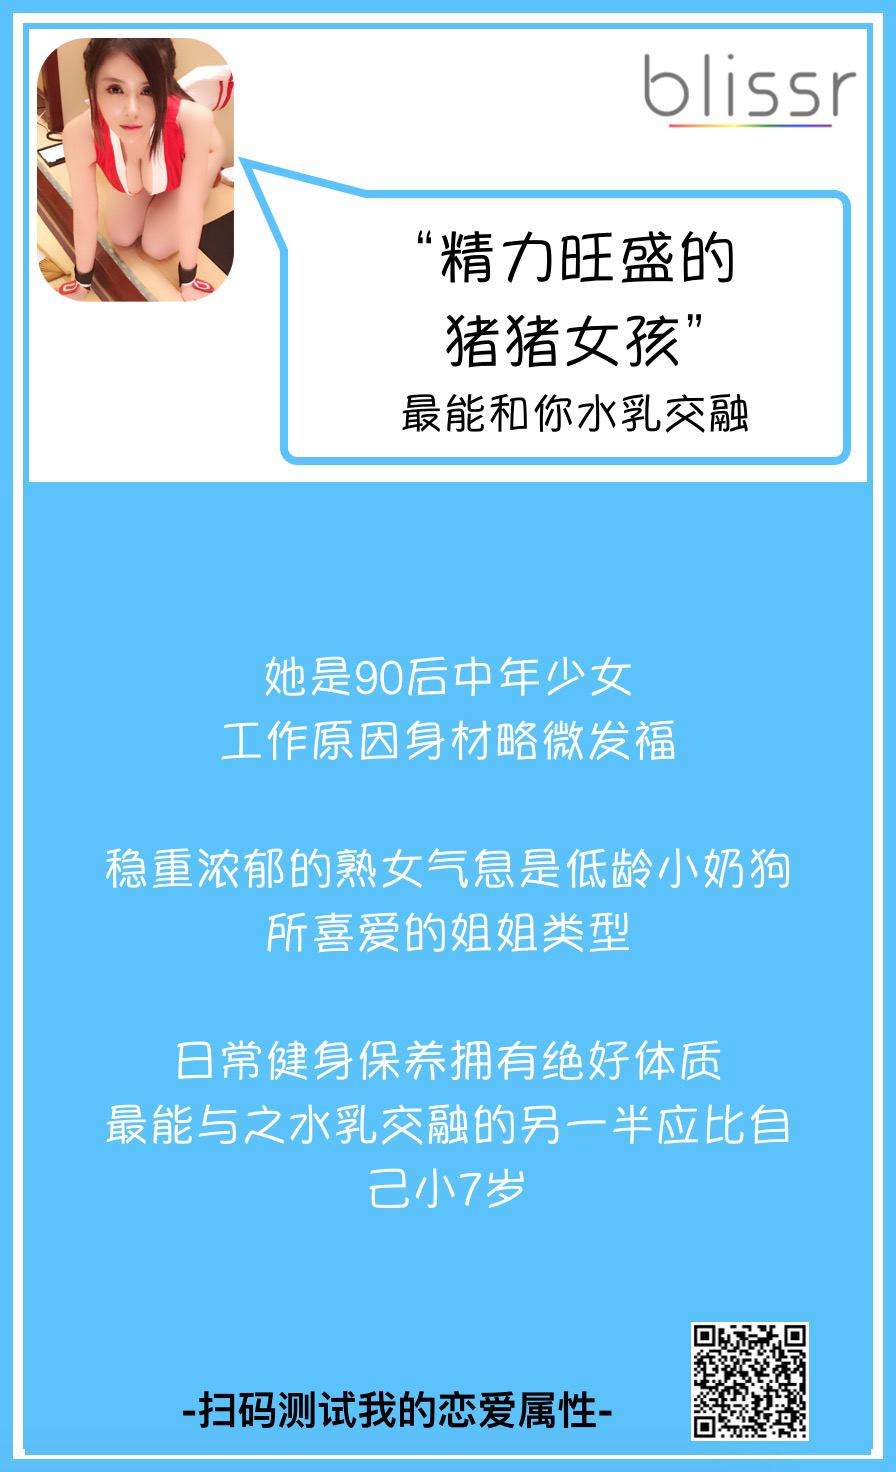 blissr
“精力旺盛的
猪猪女孩”
最能和你水乳交融
她是90后中年少女
工作原因身材略微发福
稳重浓郁的熟女气息是低龄小奶狗
所喜爱的姐姐类型
日常健身保养拥有绝好体质
最能与之水乳交融的另一半应比自
己小7岁
-扫码测试我的恋爱属性-